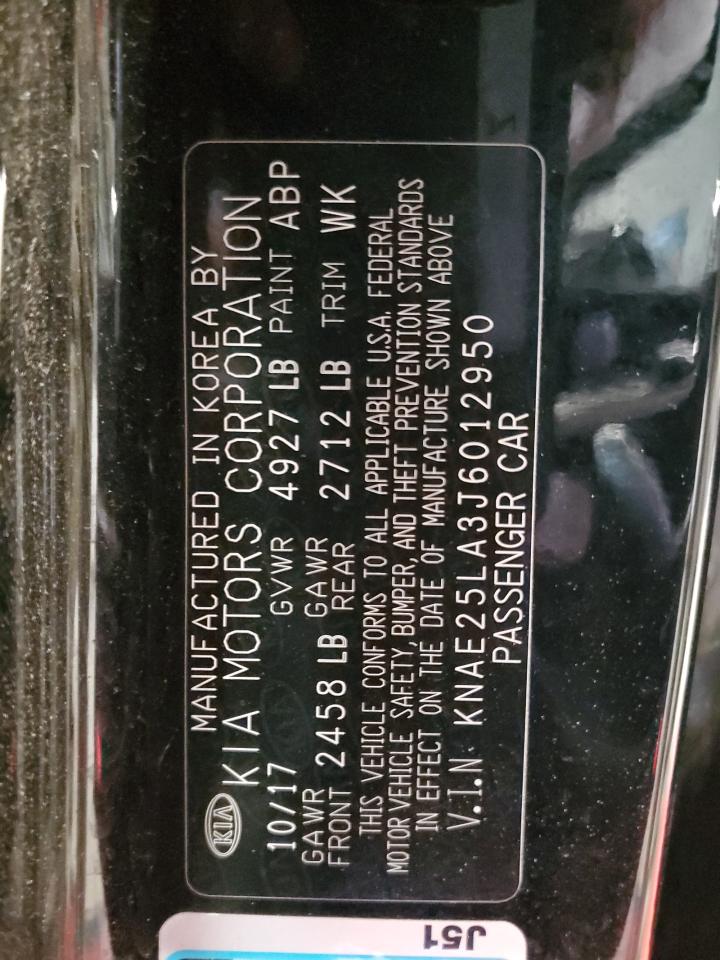 MANUFACTURED IN KOREA BY
KIA KIA MOTORS CORPORATION
10/17 GVWR 4927 LB PAINT ABP
GAWR FRONT 2458 LB GAWR REAR 2712 LB TRIM WK
THIS VEHICLE CONFORMS TO ALL APPLICABLE U.S.A. FEDERAL
MOTOR VEHICLE SAFETY, BUMPER, AND THEFT PREVENTION STANDARDS
IN EFFECT ON THE DATE OF MANUFACTURE SHOWN ABOVE
V.I.N KNAE25LA3J6012950
PASSENGER CAR
J51